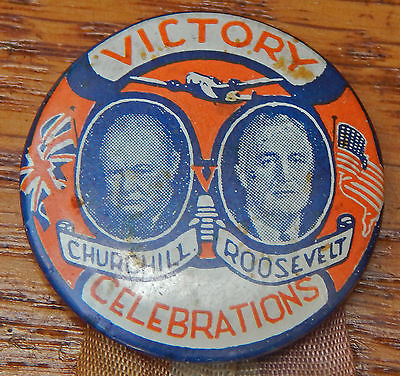 VICTORY
V
CHURCHILL ROOSEVELT
CELEBRATIONS